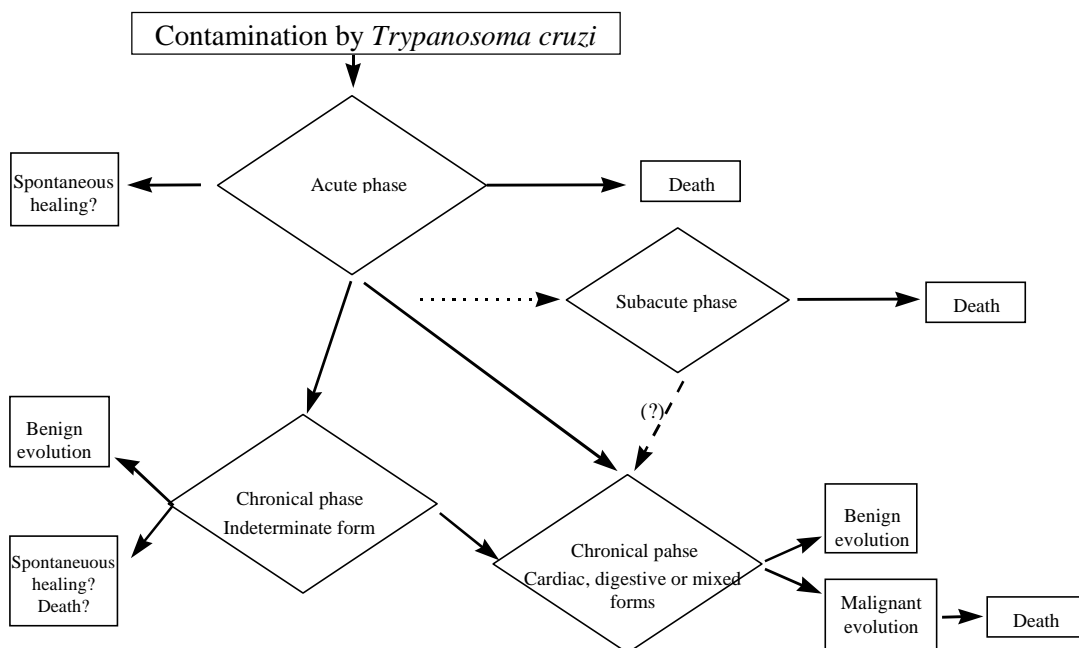 Contamination by Trypanosoma cruzi
Spontaneous
healing?
Acute phase
Death
Subacute phase
Death
(?)
Benign
evolution
Chronical phase
Indeterminate form
Spontaneuous
healing?
Death?
Chronical pahse
Cardiac, digestive or mixed
forms
Benign
evolution
Malignant
evolution
Death